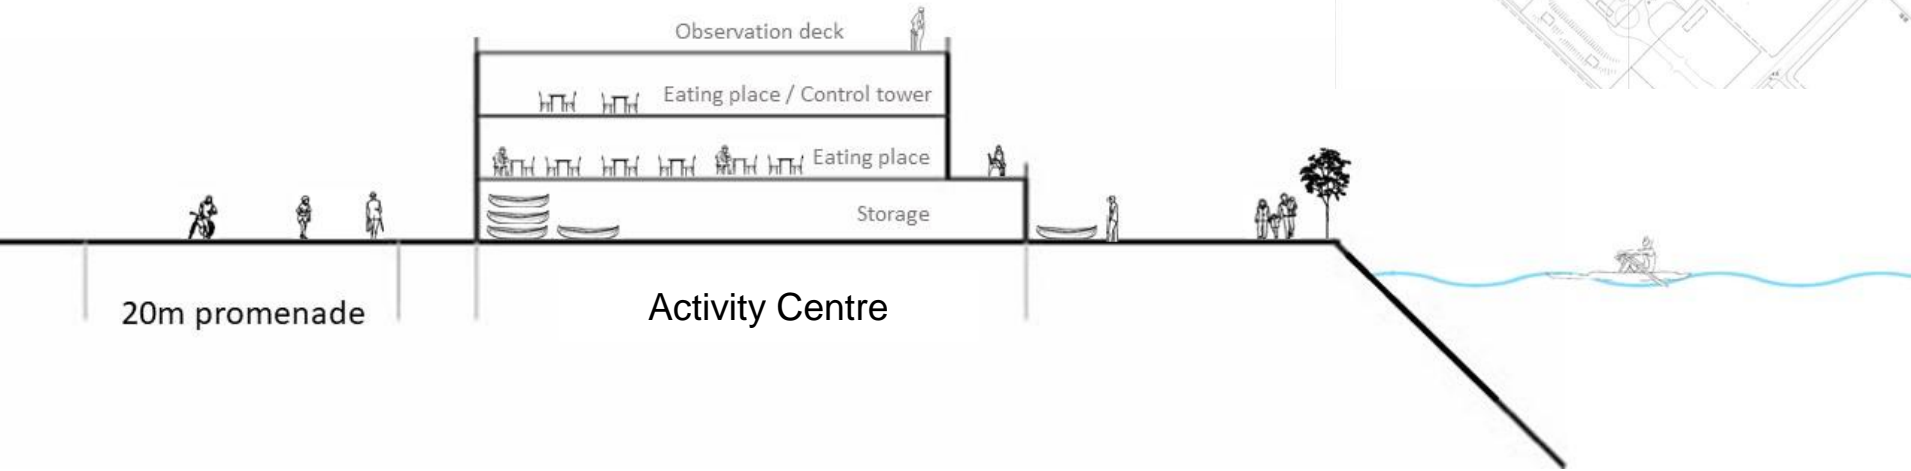 Observation deck
Eating place / Control tower
Eating place
Storage
20m promenade
Activity Centre